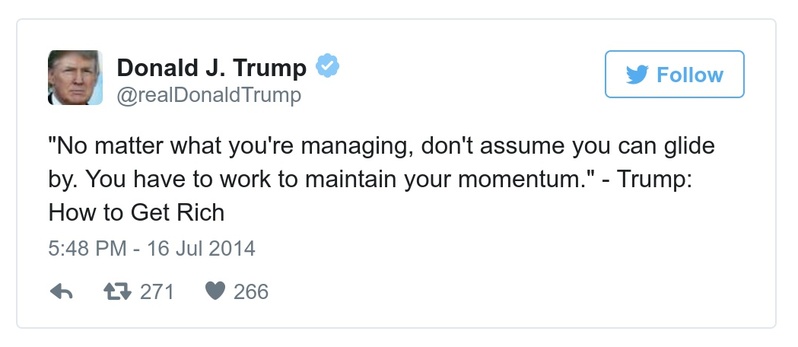 Donald J. Trump
@realDonaldTrump
Follow
"No matter what you're managing, don't assume you can glide
by. You have to work to maintain your momentum." - Trump:
How to Get Rich
5:48 PM - 16 Jul 2014
271 266